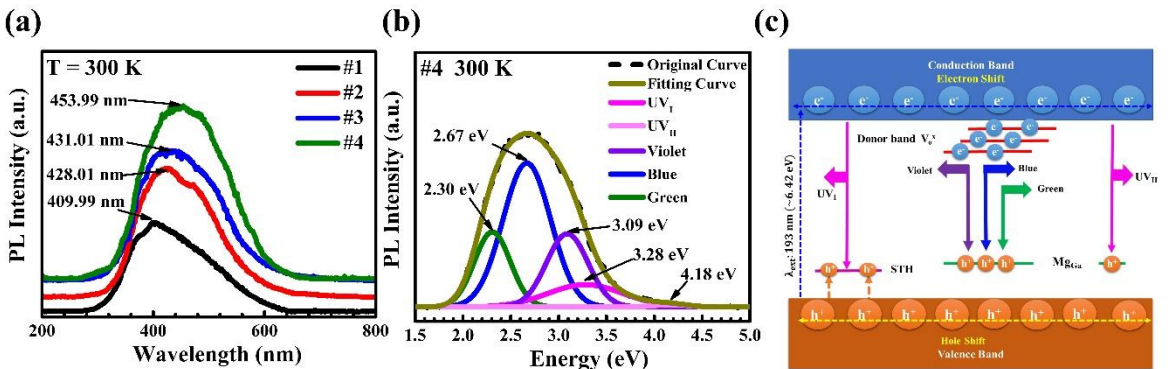 (a)
T = 300 K
453.99 nm
431.01 nm
428.01 nm
409.99 nm
#1
#2
#3
#4
PL Intensity (a.u.)
200 400 600 800
Wavelength (nm)
(b)
#4 300 K
Original Curve
Fitting Curve
UV_I
UV_II
Violet
Blue
Green
2.67 eV
2.30 eV
3.09 eV
3.28 eV
4.18 eV
PL Intensity (a.u.)
1.5 2.0 2.5 3.0 3.5 4.0 4.5 5.0
Energy (eV)
(c)
Conduction Band
Electron Shift
e- e- e- e- e- e- e- e-
Donor band V_o^x
e- e-
e- e-
e- e-
Violet
Blue
Green
UV_I
UV_II
λ_ext: 193 nm (~6.42 eV)
h+ h+ STH
h+ h+ h+ Mg_Ga h+
h+ h+ h+ h+ h+ h+ h+ h+
Hole Shift
Valence Band